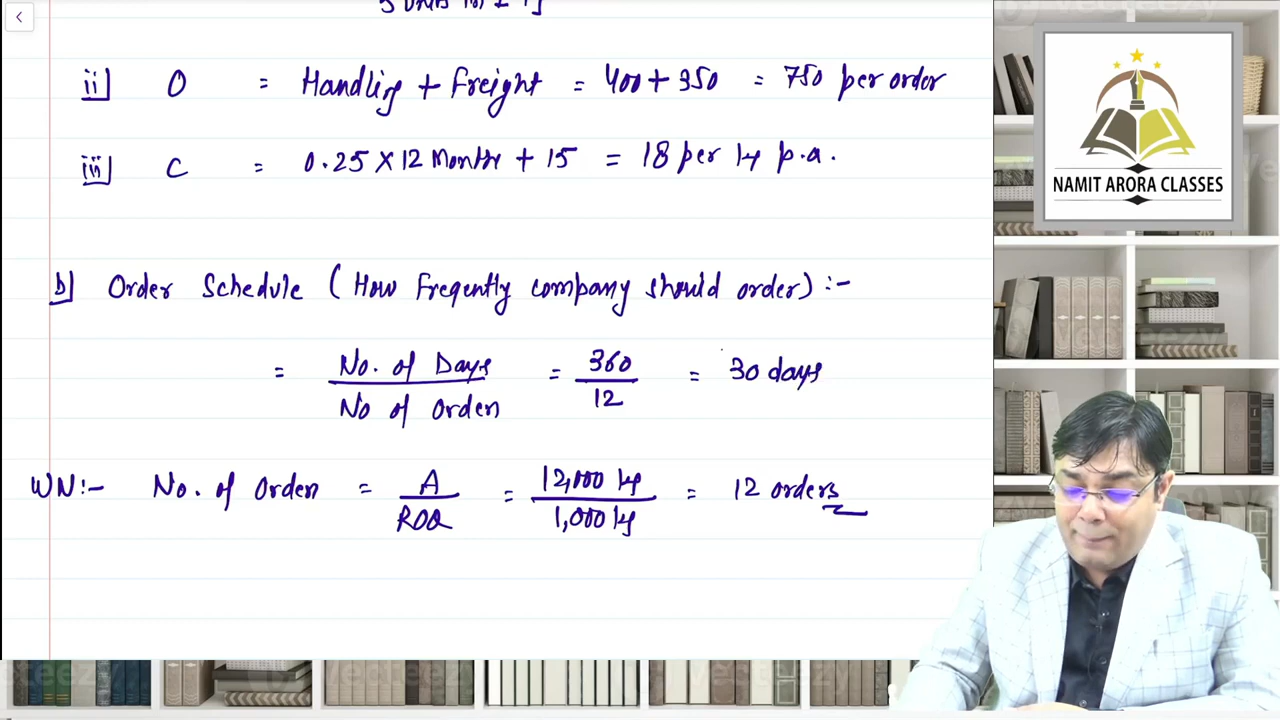 ii] O = Handling + Freight = 400 + 350 = 750 per order
iii] C = 0.25 X 12 Months + 15 = 18 per kg p.a.
b] Order Schedule (How Freqently company should order) :-
= No. of Days / No of Orders = 360 / 12 = 30 days
WN:- No. of Orders = A / ROQ = 12,000 kg / 1,000 kg = 12 orders
NAMIT ARORA CLASSES